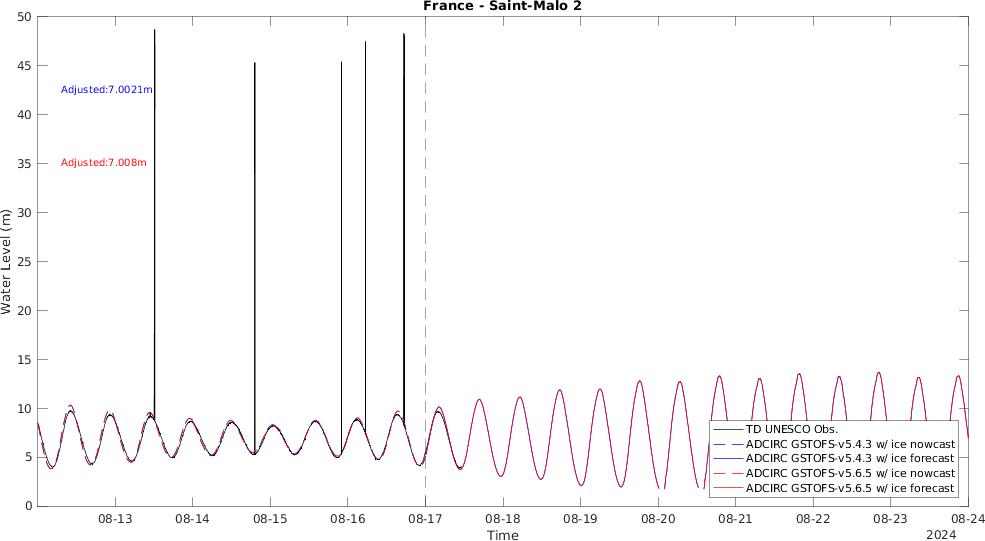 France - Saint-Malo 2
50
45
40
35
30
25
20
15
10
5
0
Water Level (m)
Adjusted:7.0021m
Adjusted:7.008m
TD UNESCO Obs.
ADCIRC GSTOFS-v5.4.3 w/ ice nowcast
ADCIRC GSTOFS-v5.4.3 w/ ice forecast
ADCIRC GSTOFS-v5.6.5 w/ ice nowcast
ADCIRC GSTOFS-v5.6.5 w/ ice forecast
08-13 08-14 08-15 08-16 08-17 08-18 08-19 08-20 08-21 08-22 08-23 08-24
Time
2024